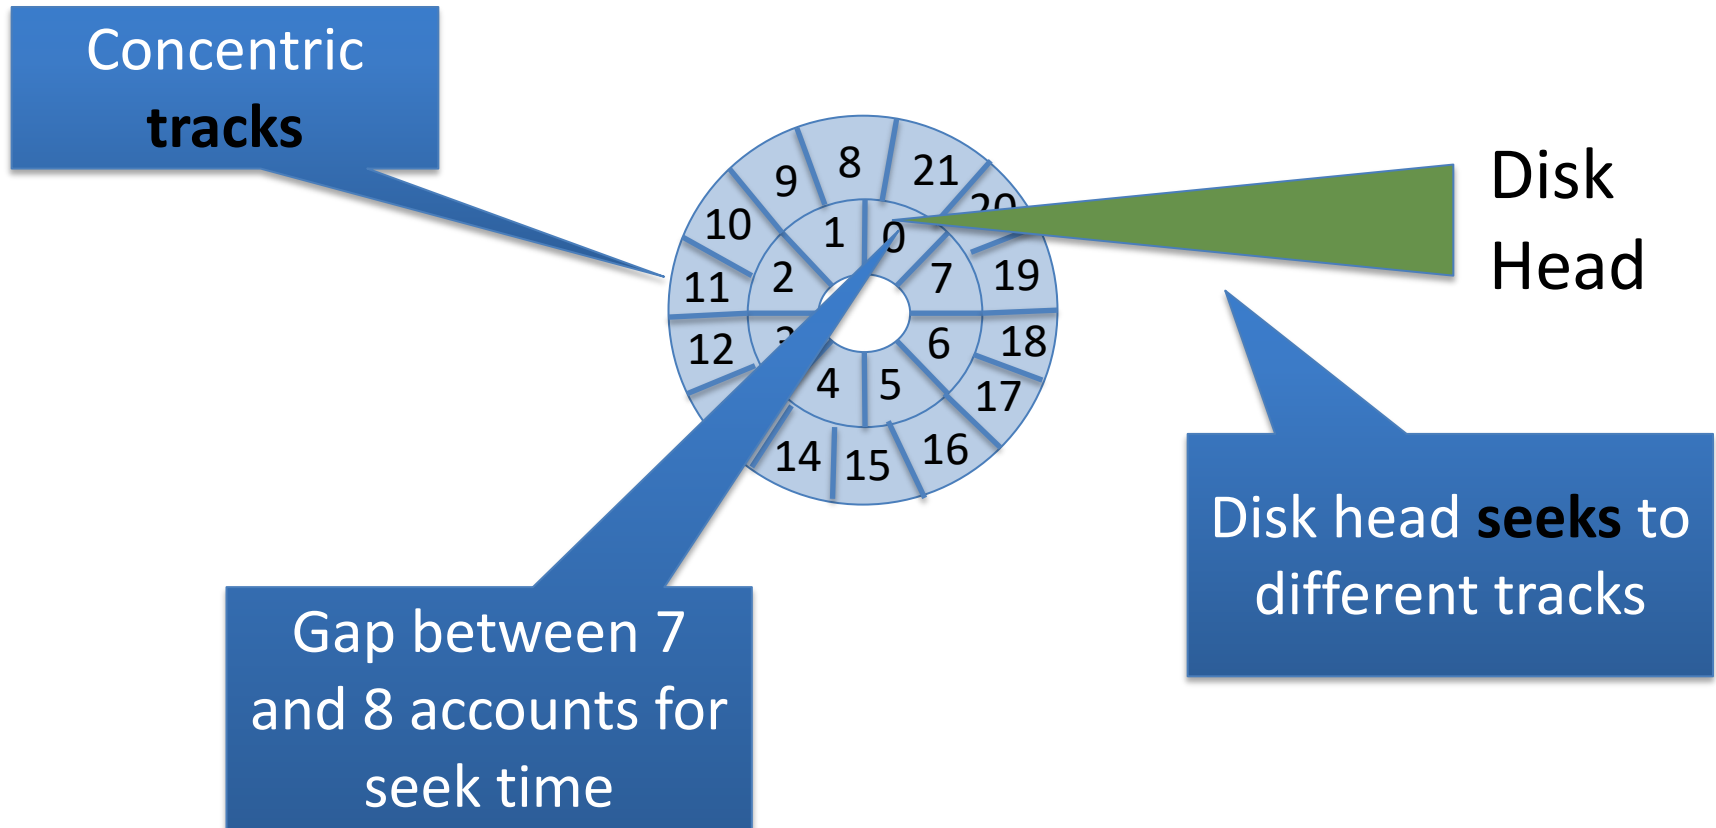 Concentric
tracks
8
21
9
20
10
1
0
2
7
19
11
12
3
6
18
4
5
17
14
15
16
Disk
Head
Disk head seeks to
different tracks
Gap between 7
and 8 accounts for
seek time